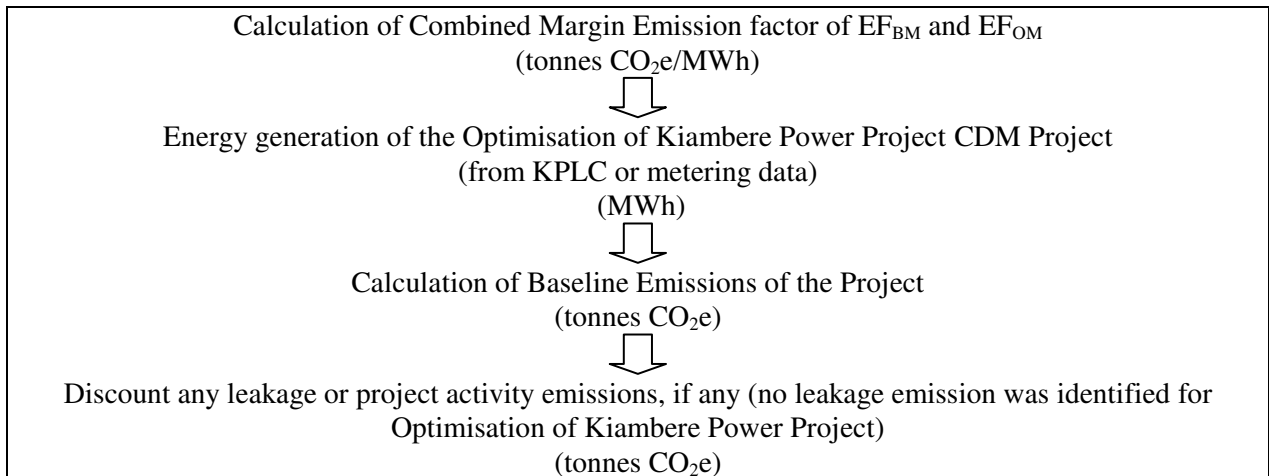 Calculation of Combined Margin Emission factor of EF_BM and EF_OM
(tonnes CO₂e/MWh)
Energy generation of the Optimisation of Kiambere Power Project CDM Project
(from KPLC or metering data)
(MWh)
Calculation of Baseline Emissions of the Project
(tonnes CO₂e)
Discount any leakage or project activity emissions, if any (no leakage emission was identified for
Optimisation of Kiambere Power Project)
(tonnes CO₂e)